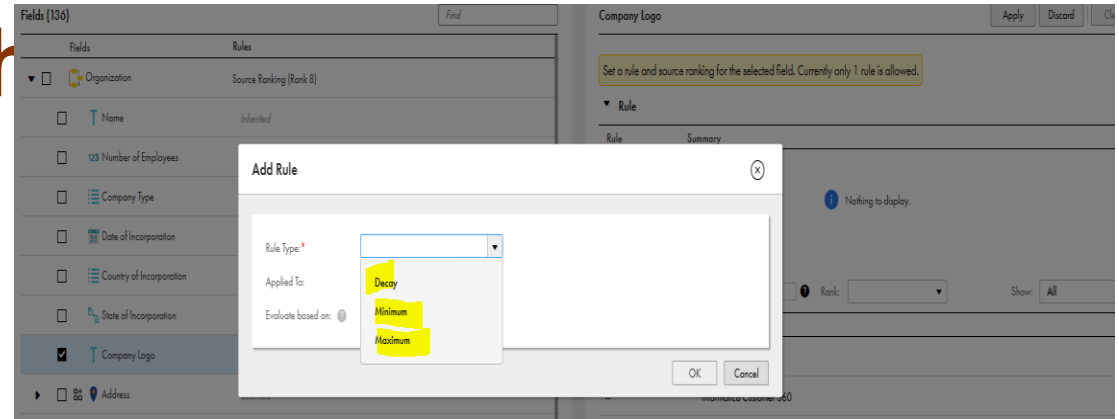 Fields (136)
Find
Fields
Rules
Organization
Source Ranking (Rank 8)
Name
Inherited
123 Number of Employees
Company Type
Date of Incorporation
Country of Incorporation
State of Incorporation
Company Logo
Address
Company Logo
Apply
Discard
Set a rule and source ranking for the selected field. Currently only 1 rule is allowed.
Rule
Rule
Summary
Nothing to display.
Rank:
Show:
All
Add Rule
Rule Type:*
Applied To:
Evaluate based on:
Decay
Minimum
Maximum
OK
Cancel